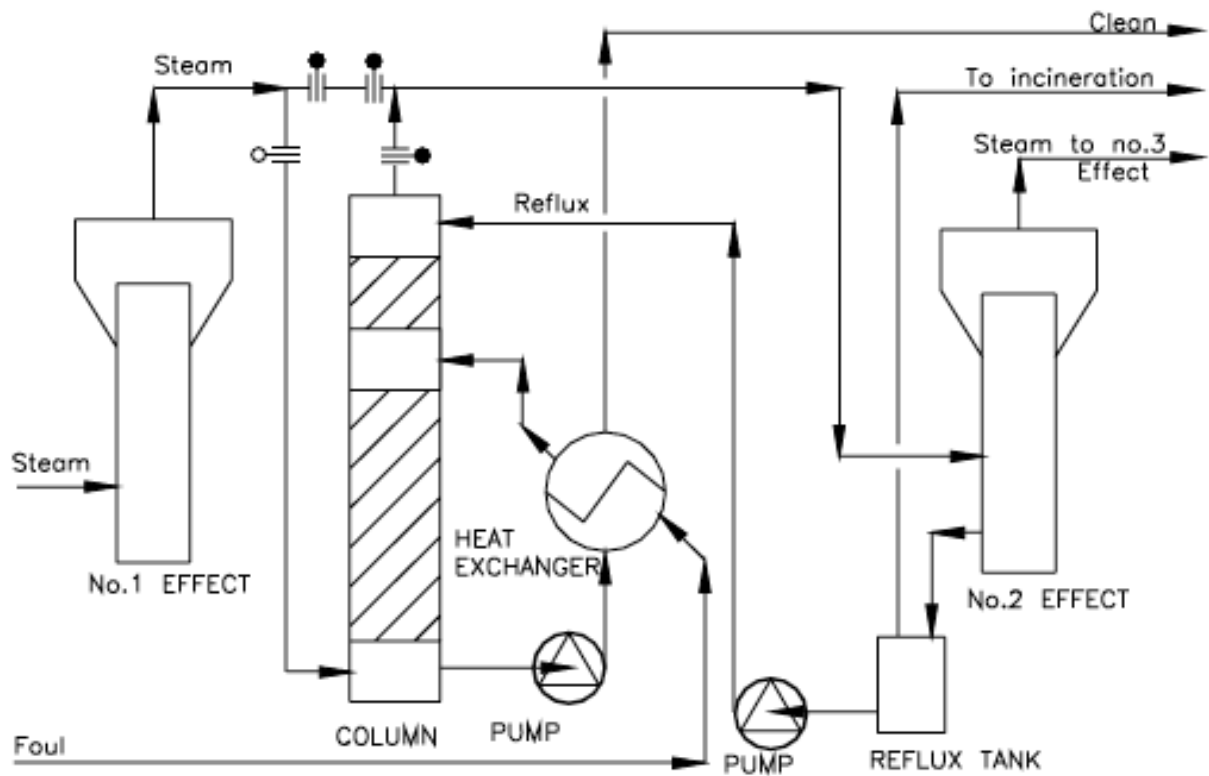 Clean
Steam
To incineration
Steam to no.3
Effect
Reflux
Steam
HEAT
EXCHANGER
No.1 EFFECT
No.2 EFFECT
COLUMN
PUMP
Foul
PUMP
REFLUX TANK